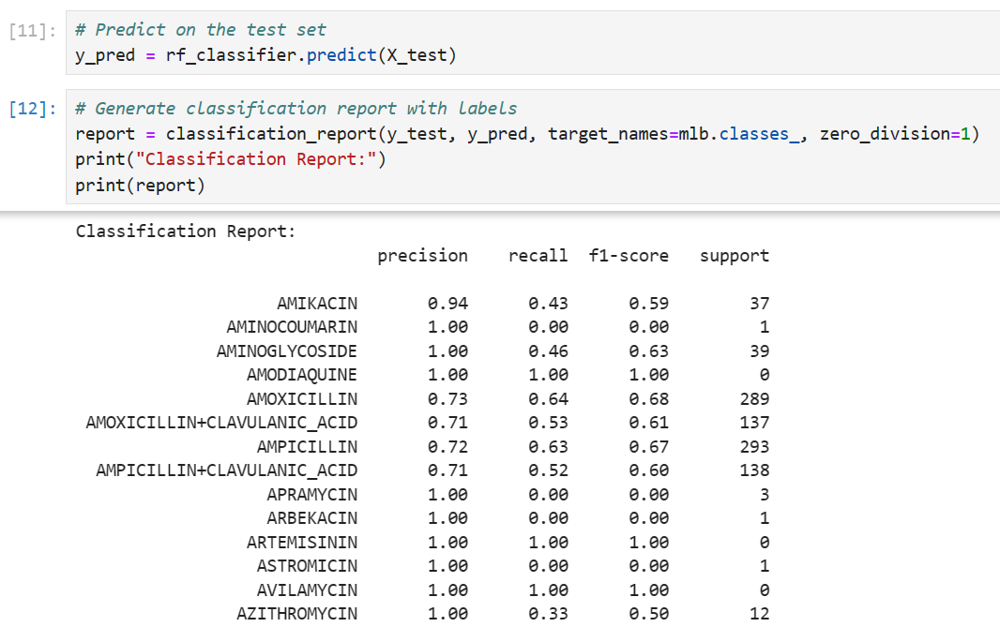 [11]: # Predict on the test set
y_pred = rf_classifier.predict(X_test)
[12]: # Generate classification report with labels
report = classification_report(y_test, y_pred, target_names=mlb.classes_, zero_division=1)
print("Classification Report:")
print(report)
Classification Report:
precision recall f1-score support
AMIKACIN 0.94 0.43 0.59 37
AMINOCOUMARIN 1.00 0.00 0.00 1
AMINOGLYCOSIDE 1.00 0.46 0.63 39
AMODIAQUINE 1.00 1.00 1.00 0
AMOXICILLIN 0.73 0.64 0.68 289
AMOXICILLIN+CLAVULANIC_ACID 0.71 0.53 0.61 137
AMPICILLIN 0.72 0.63 0.67 293
AMPICILLIN+CLAVULANIC_ACID 0.71 0.52 0.60 138
APRAMYCIN 1.00 0.00 0.00 3
ARBEKACIN 1.00 0.00 0.00 1
ARTEMISININ 1.00 1.00 1.00 0
ASTROMICIN 1.00 0.00 0.00 1
AVILAMYCIN 1.00 1.00 1.00 0
AZITHROMYCIN 1.00 0.33 0.50 12